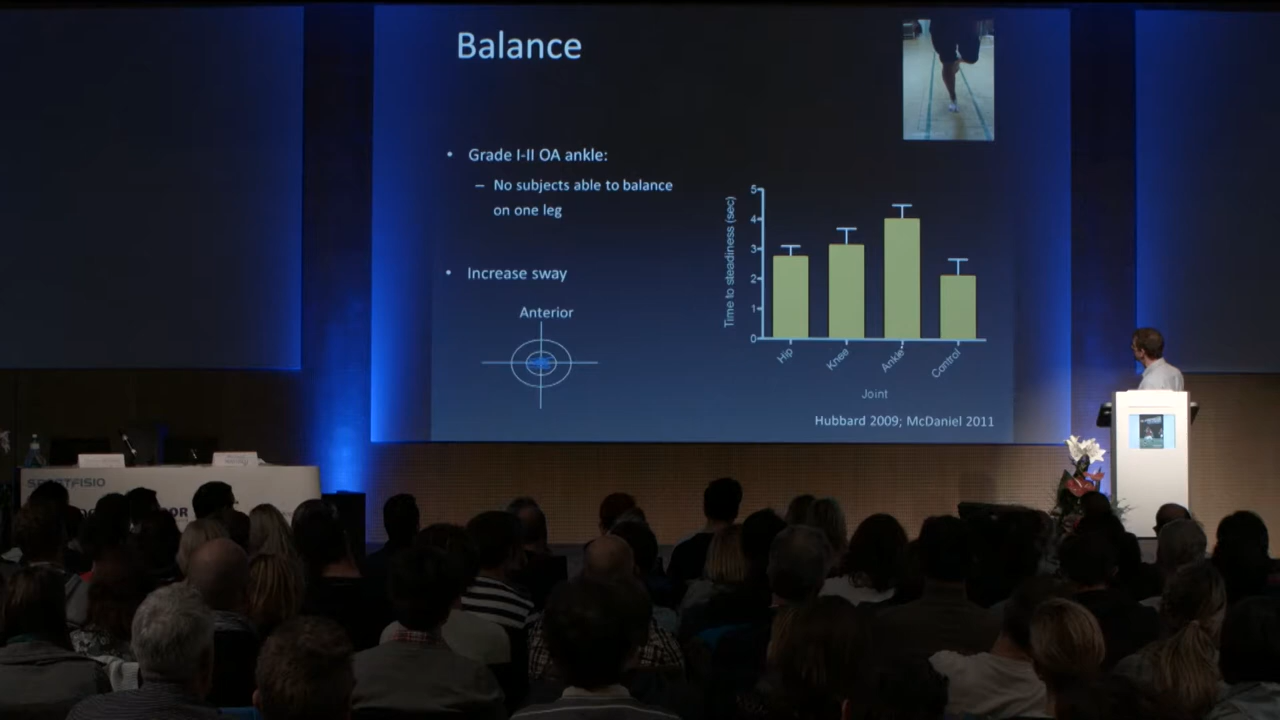 Balance
• Grade I-II OA ankle:
– No subjects able to balance
on one leg
• Increase sway
Anterior
Time to steadiness (sec)
5
4
3
2
1
0
Hip
Knee
Ankle
Control
Joint
Hubbard 2009; McDaniel 2011
SPORTFISIO